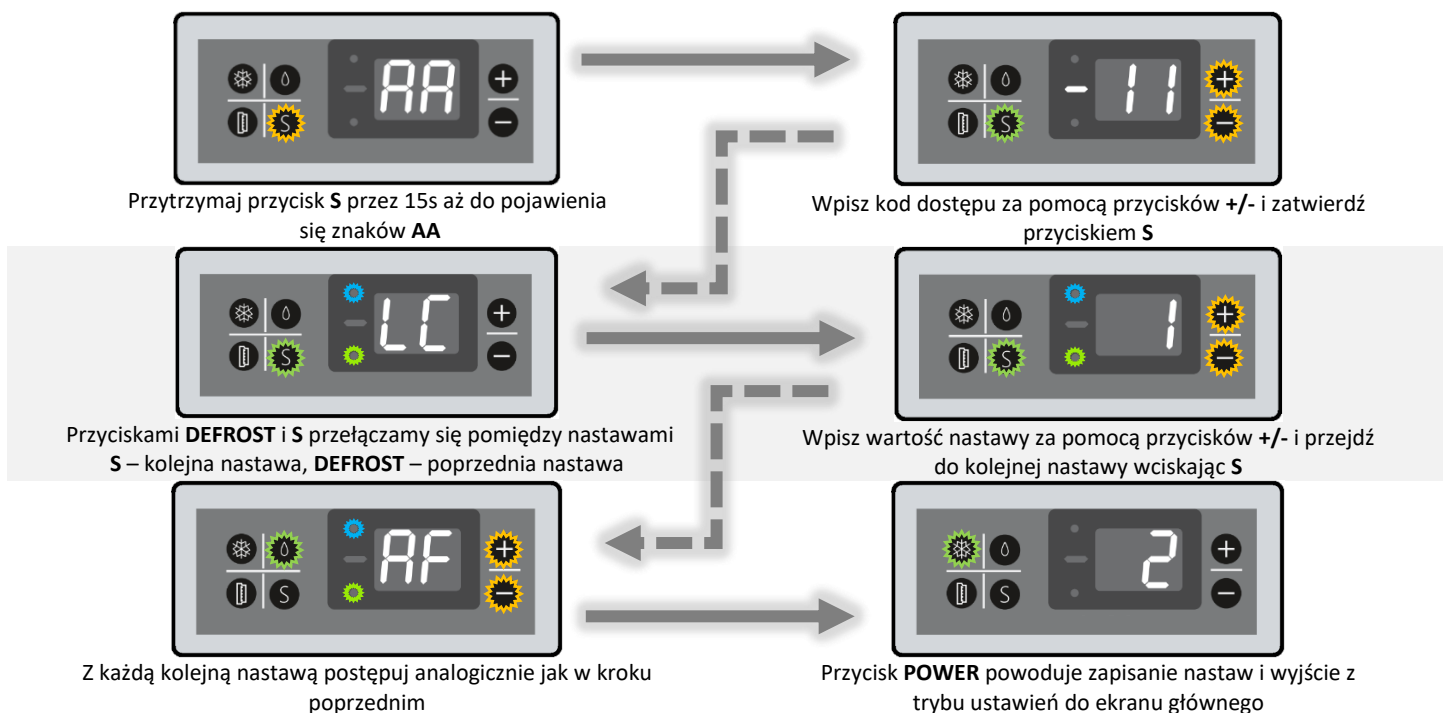 AA
S
+
-
Przytrzymaj przycisk S przez 15s aż do pojawienia
się znaków AA
-11
S
+
-
Wpisz kod dostępu za pomocą przycisków +/- i zatwierdź
przyciskiem S
LC
S
+
-
Przyciskami DEFROST i S przełączamy się pomiędzy nastawami
S – kolejna nastawa, DEFROST – poprzednia nastawa
1
S
+
-
Wpisz wartość nastawy za pomocą przycisków +/- i przejdź
do kolejnej nastawy wciskając S
AF
S
+
-
Z każdą kolejną nastawą postępuj analogicznie jak w kroku
poprzednim
2
S
+
-
Przycisk POWER powoduje zapisanie nastaw i wyjście z
trybu ustawień do ekranu głównego